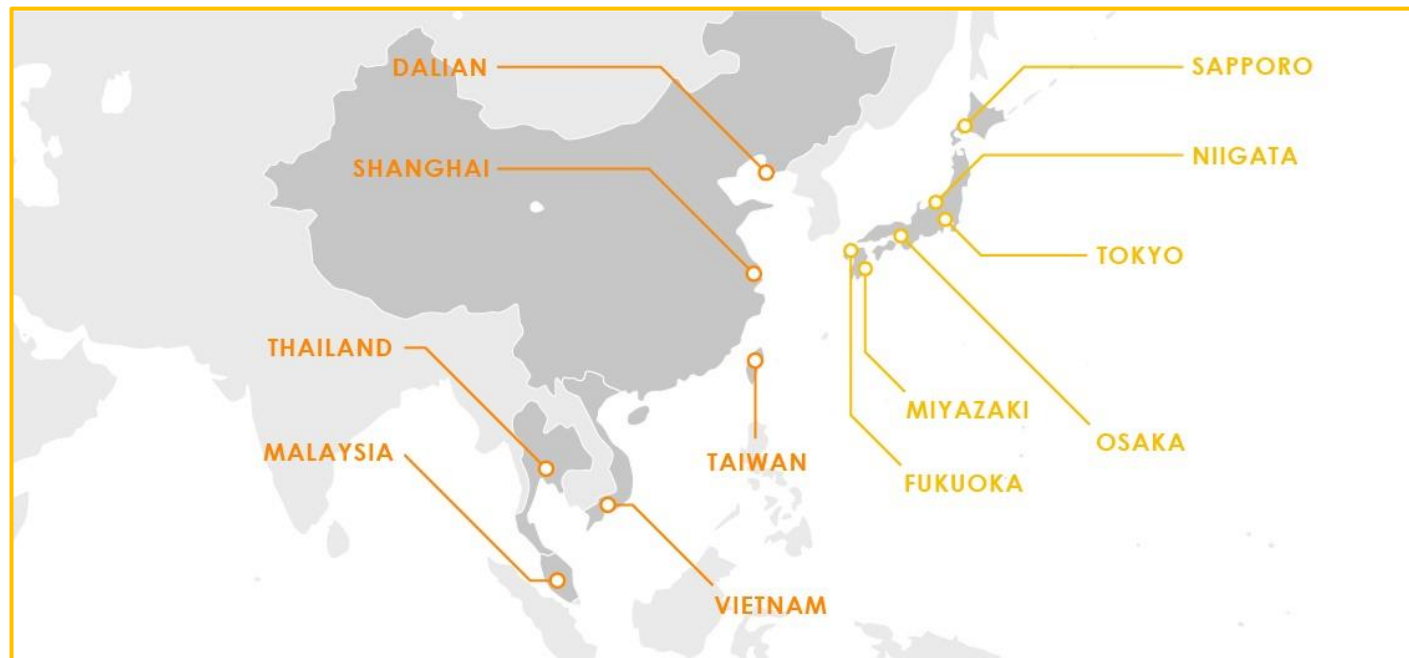 DALIAN
SAPPORO
SHANGHAI
NIIGATA
TOKYO
THAILAND
MIYAZAKI
OSAKA
MALAYSIA
TAIWAN
FUKUOKA
VIETNAM